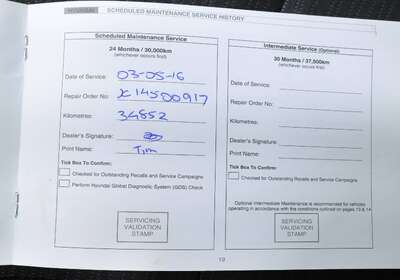 HYUNDAI SCHEDULED MAINTENANCE SERVICE HISTORY
Scheduled Maintenance Service
24 Months / 30,000km
(whichever occurs first)
Date of Service: 03-05-16
Repair Order No: K14500917
Kilometres: 34852
Dealer's Signature:
Print Name: Tim
Tick Box To Confirm:
Checked for Outstanding Recalls and Service Campaigns
Perform Hyundai Global Diagnostic System (GDS) Check
SERVICING
VALIDATION
STAMP
Intermediate Service (Optional)
30 Months / 37,500km
(whichever occurs first)
Date of Service:
Repair Order No:
Kilometres:
Dealer's Signature:
Print Name:
Tick Box To Confirm:
Checked for Outstanding Recalls and Service Campaigns
Optional Intermediate Maintenance is recommended for vehicles
operating in accordance with the conditions outlined on pages 13 & 14.
SERVICING
VALIDATION
STAMP